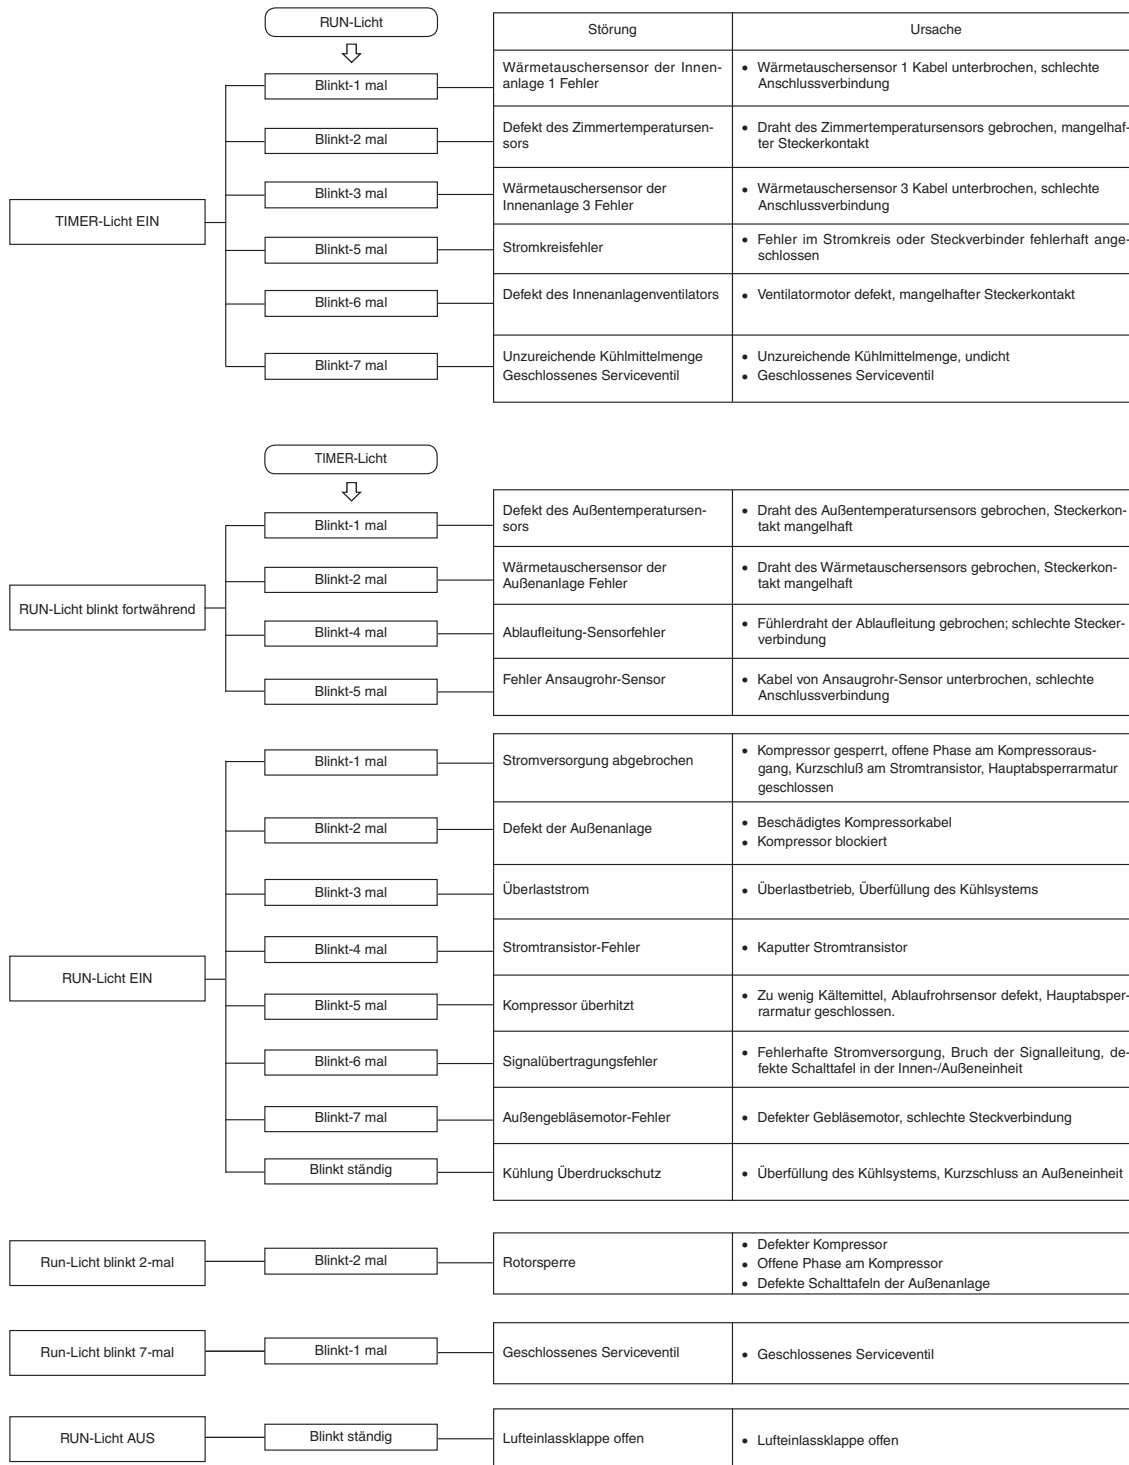 RUN-Licht
Störung
Ursache
TIMER-Licht EIN
Blinkt-1 mal
Wärmetauschersensor der Innen-
anlage 1 Fehler
• Wärmetauschersensor 1 Kabel unterbrochen, schlechte
Anschlussverbindung
Blinkt-2 mal
Defekt des Zimmertemperatursen-
sors
• Draht des Zimmertemperatursensors gebrochen, mangelhaf-
ter Steckerkontakt
Blinkt-3 mal
Wärmetauschersensor der
Innenanlage 3 Fehler
• Wärmetauschersensor 3 Kabel unterbrochen, schlechte
Anschlussverbindung
Blinkt-5 mal
Stromkreisfehler
• Fehler im Stromkreis oder Steckverbinder fehlerhaft ange-
schlossen
Blinkt-6 mal
Defekt des Innenanlagenventilators
• Ventilatormotor defekt, mangelhafter Steckerkontakt
Blinkt-7 mal
Unzureichende Kühlmittelmenge
Geschlossenes Serviceventil
• Unzureichende Kühlmittelmenge, undicht
• Geschlossenes Serviceventil
TIMER-Licht
RUN-Licht blinkt fortwährend
Blinkt-1 mal
Defekt des Außentemperatursen-
sors
• Draht des Außentemperatursensors gebrochen, Steckerkon-
takt mangelhaft
Blinkt-2 mal
Wärmetauschersensor der
Außenanlage Fehler
• Draht des Wärmetauschersensors gebrochen, Steckerkon-
takt mangelhaft
Blinkt-4 mal
Ablaufleitung-Sensorfehler
• Fühlerdraht der Ablaufleitung gebrochen; schlechte Stecker-
verbindung
Blinkt-5 mal
Fehler Ansaugrohr-Sensor
• Kabel von Ansaugrohr-Sensor unterbrochen, schlechte
Anschlussverbindung
RUN-Licht EIN
Blinkt-1 mal
Stromversorgung abgebrochen
• Kompressor gesperrt, offene Phase am Kompressoraus-
gang, Kurzschluß am Stromtransistor, Hauptabsperrarmatur
geschlossen
Blinkt-2 mal
Defekt der Außenanlage
• Beschädigtes Kompressorkabel
• Kompressor blockiert
Blinkt-3 mal
Überlaststrom
• Überlastbetrieb, Überfüllung des Kühlsystems
Blinkt-4 mal
Stromtransistor-Fehler
• Kaputter Stromtransistor
Blinkt-5 mal
Kompressor überhitzt
• Zu wenig Kältemittel, Ablaufrohrsensor defekt, Hauptabsper-
rarmatur geschlossen.
Blinkt-6 mal
Signalübertragungsfehler
• Fehlerhafte Stromversorgung, Bruch der Signalleitung, de-
fekte Schalttafel in der Innen-/Außeneinheit
Blinkt-7 mal
Außengebläsemotor-Fehler
• Defekter Gebläsemotor, schlechte Steckverbindung
Blinkt ständig
Kühlung Überdruckschutz
• Überfüllung des Kühlsystems, Kurzschluss an Außeneinheit
Run-Licht blinkt 2-mal
Blinkt-2 mal
Rotorsperre
• Defekter Kompressor
• Offene Phase am Kompressor
• Defekte Schalttafeln der Außenanlage
Run-Licht blinkt 7-mal
Blinkt-1 mal
Geschlossenes Serviceventil
• Geschlossenes Serviceventil
RUN-Licht AUS
Blinkt ständig
Lufteinlassklappe offen
• Lufteinlassklappe offen